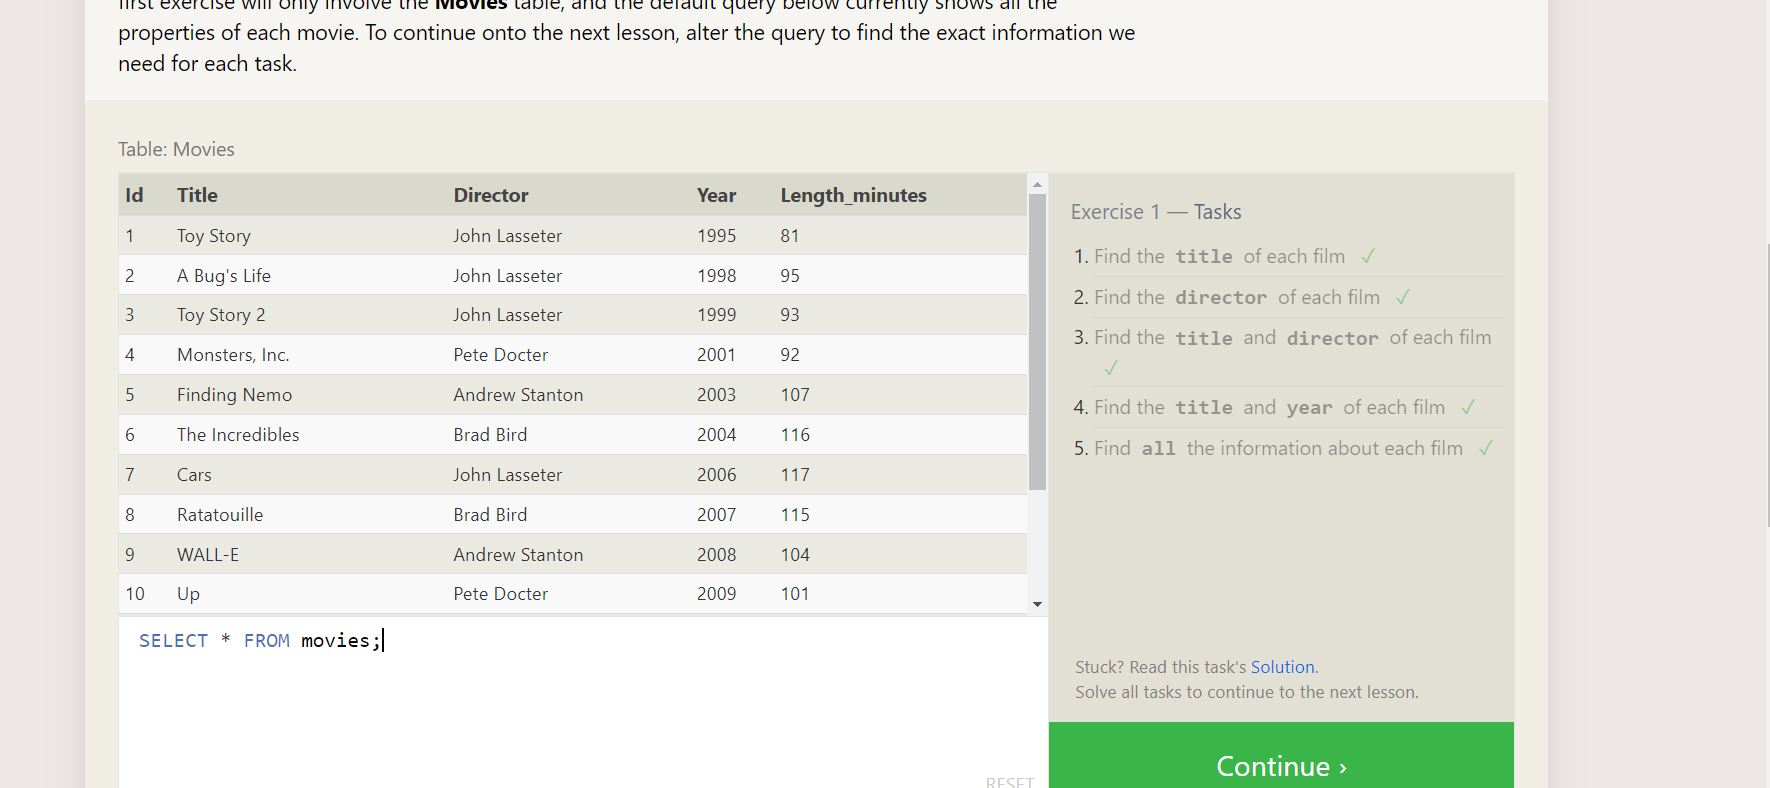 first exercise will only involve the Movies table, and the default query below currently shows all the
properties of each movie. To continue onto the next lesson, alter the query to find the exact information we
need for each task.
Table: Movies
Id Title Director Year Length_minutes
1 Toy Story John Lasseter 1995 81
2 A Bug's Life John Lasseter 1998 95
3 Toy Story 2 John Lasseter 1999 93
4 Monsters, Inc. Pete Docter 2001 92
5 Finding Nemo Andrew Stanton 2003 107
6 The Incredibles Brad Bird 2004 116
7 Cars John Lasseter 2006 117
8 Ratatouille Brad Bird 2007 115
9 WALL-E Andrew Stanton 2008 104
10 Up Pete Docter 2009 101
SELECT * FROM movies;
RESET
Exercise 1 — Tasks
1. Find the title of each film ✓
2. Find the director of each film ✓
3. Find the title and director of each film
✓
4. Find the title and year of each film ✓
5. Find all the information about each film ✓
Stuck? Read this task's Solution.
Solve all tasks to continue to the next lesson.
Continue ›